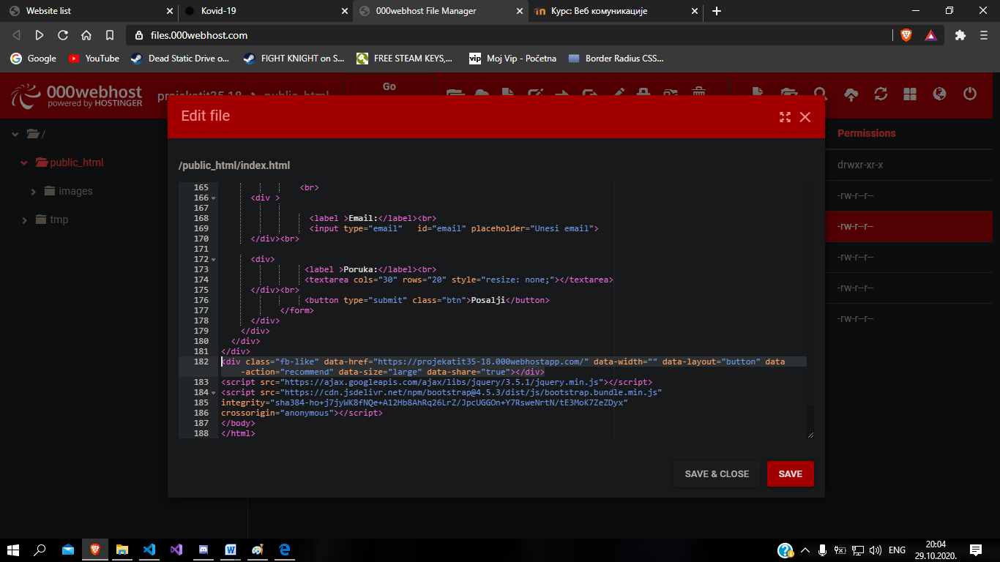 Website list
Kovid-19
000webhost File Manager
Курс: Веб комуникације
files.000webhost.com
Google
YouTube
Dead Static Drive o...
FIGHT KNIGHT on S...
FREE STEAM KEYS,...
vip
Moj Vip - Početna
Border Radius CSS...
000webhost
powered by HOSTINGER
projekatit35-18 > public_html
Go
/
public_html
images
tmp
Permissions
drwxr-xr-x
-rw-r--r--
-rw-r--r--
-rw-r--r--
-rw-r--r--
-rw-r--r--
Edit file
/public_html/index.html
165 <br>
166 <div >
167
168 <label >Email:</label><br>
169 <input type="email"   id="email" placeholder="Unesi email">
170 </div><br>
171
172 <div>
173 <label >Poruka:</label><br>
174 <textarea cols="30" rows="20" style="resize: none;"></textarea>
175 </div><br>
176 <button type="submit" class="btn">Posalji</button>
177 </form>
178 </div>
179 </div>
180 </div>
181 </div>
182 <div class="fb-like" data-href="https://projekatit35-18.000webhostapp.com/" data-width="" data-layout="button" data
-action="recommend" data-size="large" data-share="true"></div>
183 <script src="https://ajax.googleapis.com/ajax/libs/jquery/3.5.1/jquery.min.js"></script>
184 <script src="https://cdn.jsdelivr.net/npm/bootstrap@4.5.3/dist/js/bootstrap.bundle.min.js"
185 integrity="sha384-ho+j7jyWK8fNQe+A12Hb8AhRq26LrZ/JpcUGGOn+Y7RsweNrtN/tE3MoK7ZeZDyx"
186 crossorigin="anonymous"></script>
187 </body>
188 </html>
SAVE & CLOSE
SAVE
ENG
20:04
29.10.2020.